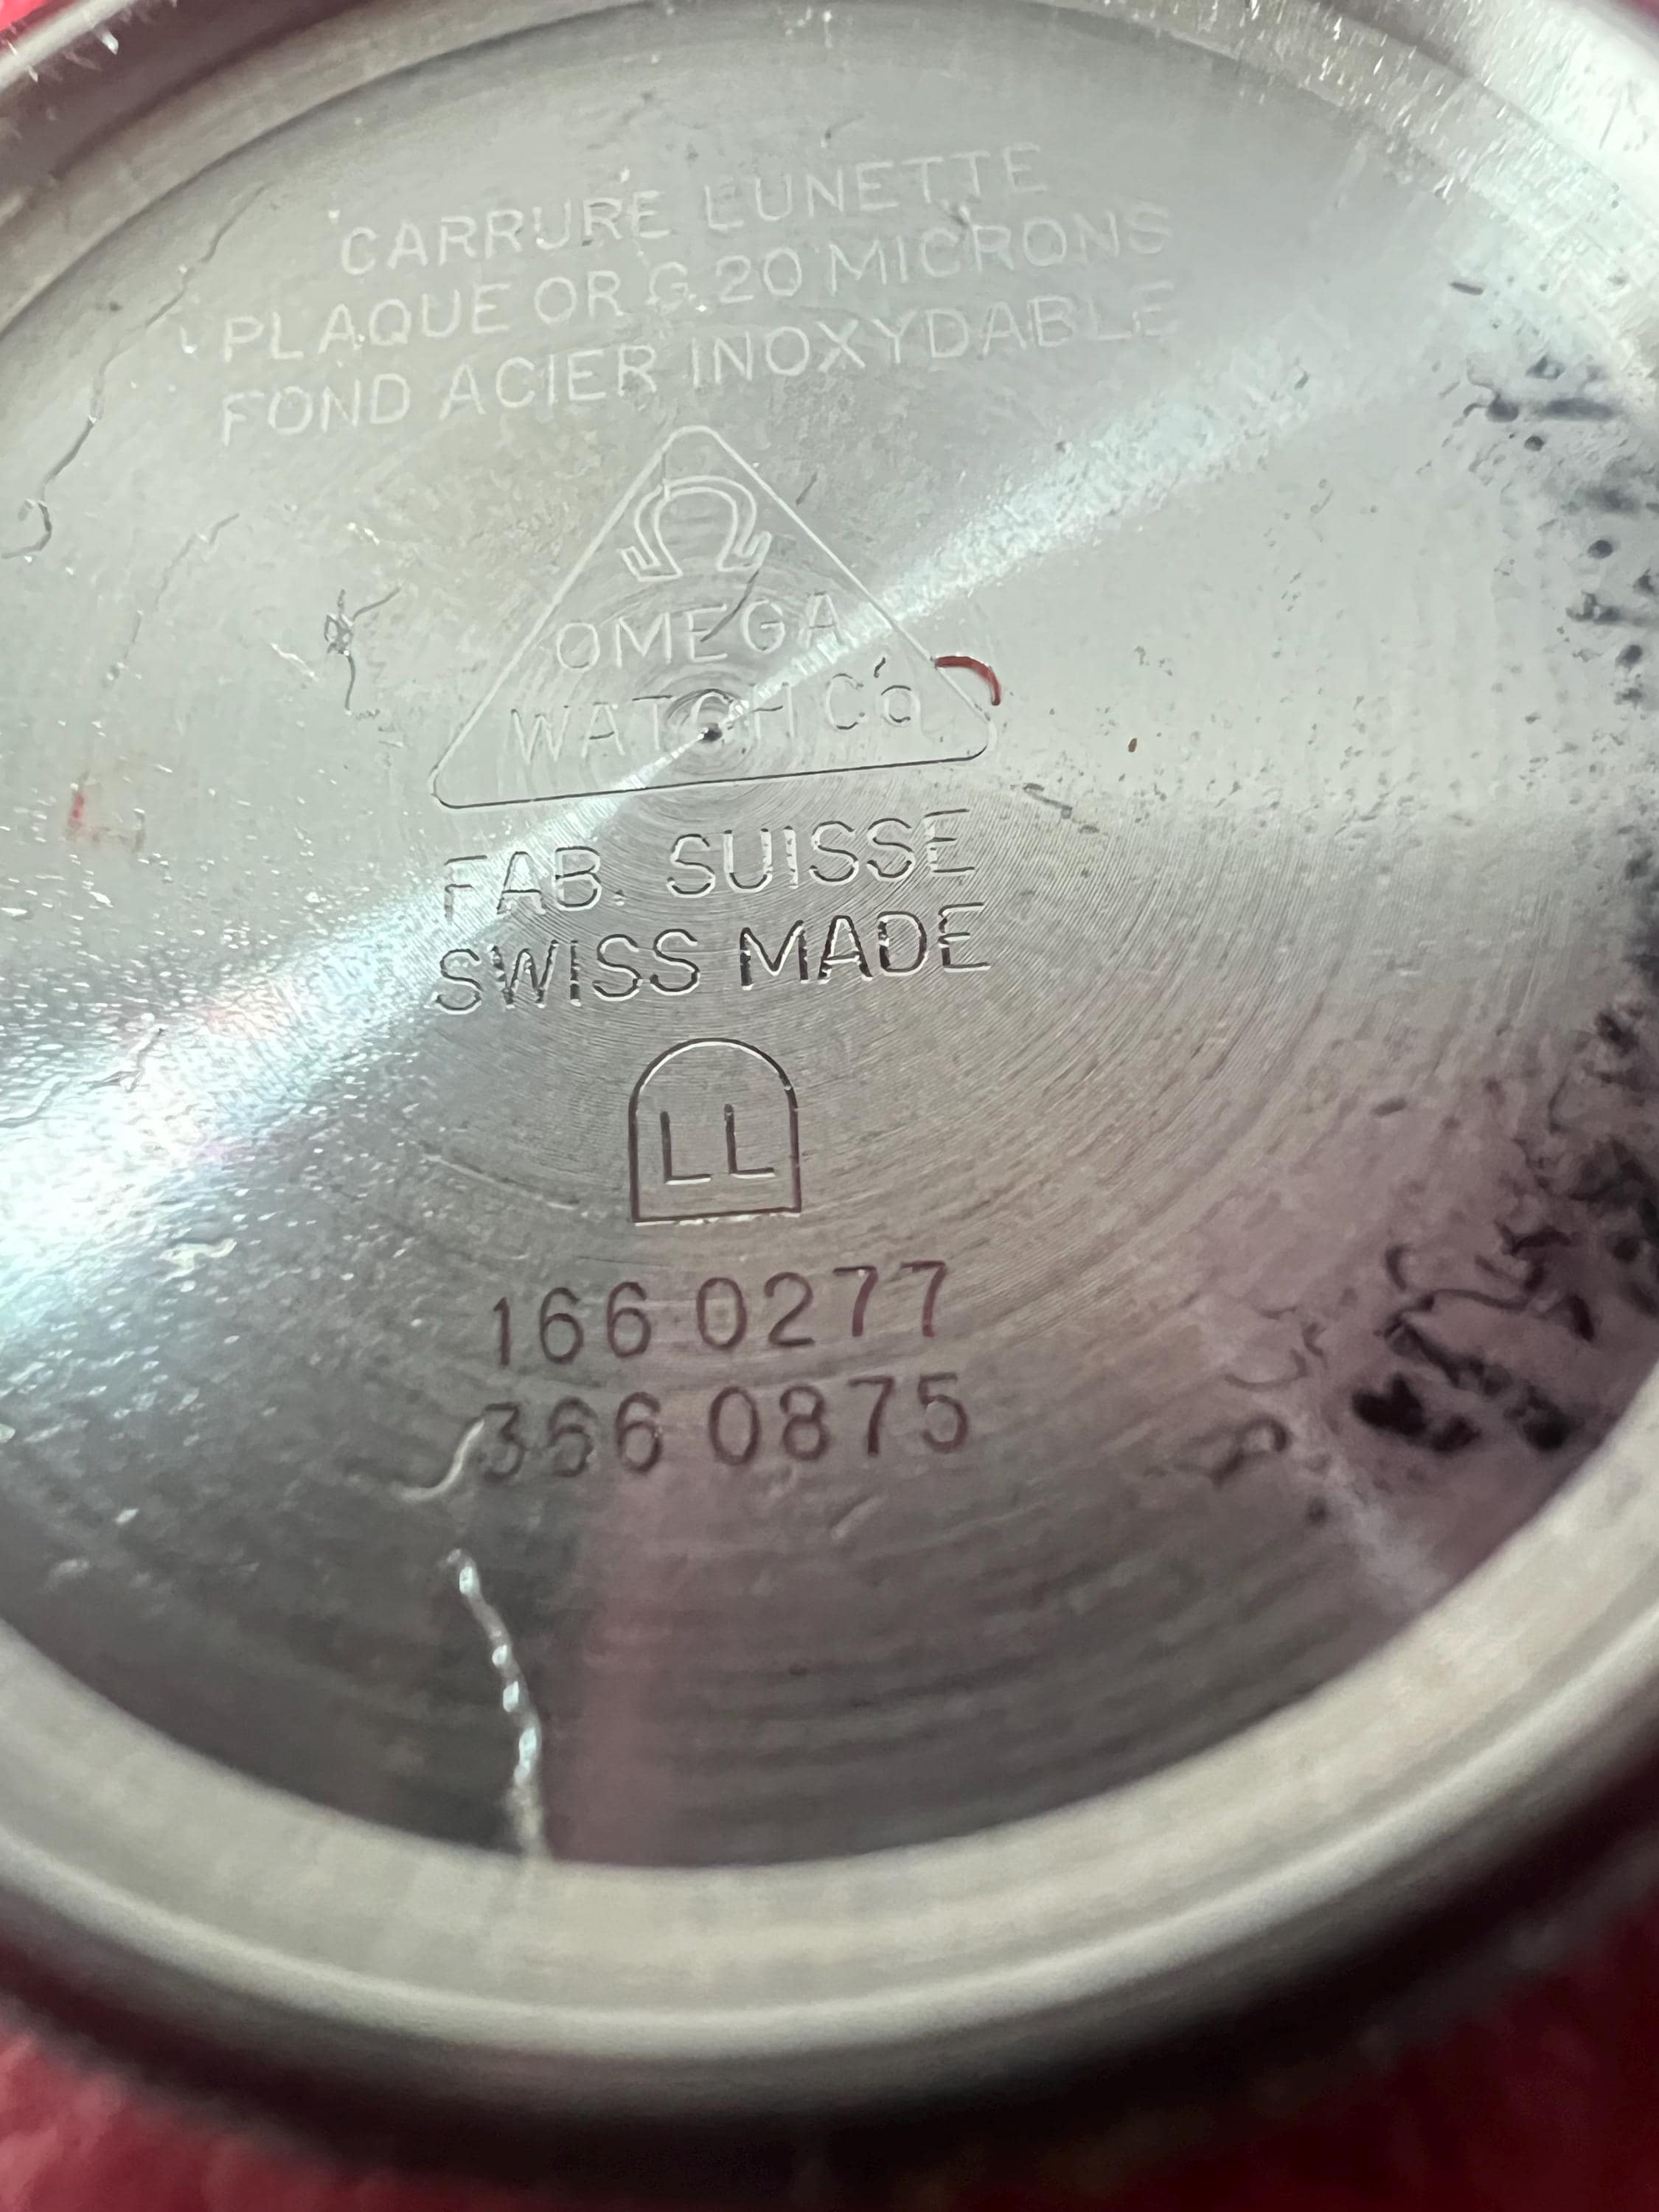 CARRURE LUNETTE
PLAQUE OR G. 20 MICRONS
FOND ACIER INOXYDABLE
Ω
OMEGA
WATCH Co
FAB. SUISSE
SWISS MADE
LL
166 0277
366 0875